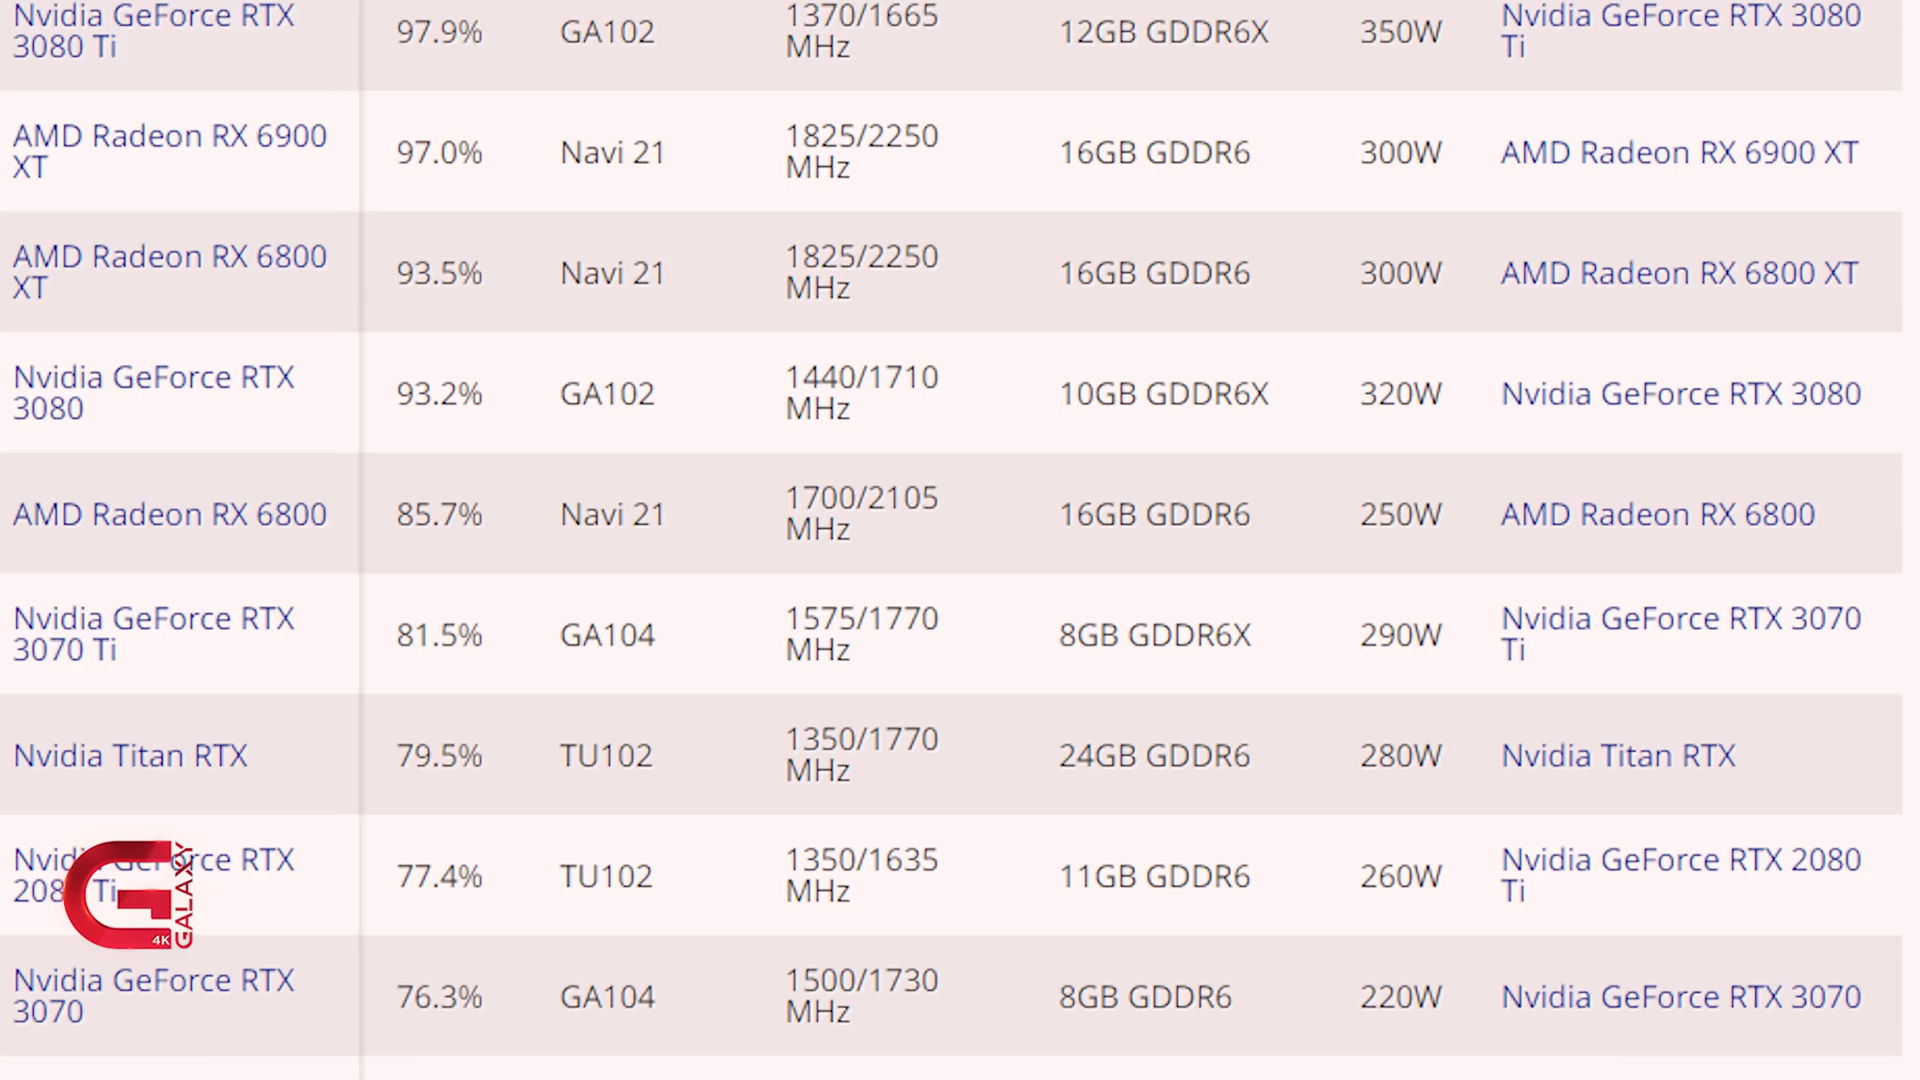 Nvidia GeForce RTX
3080 Ti
97.9%
GA102
1370/1665
MHz
12GB GDDR6X
350W
Nvidia GeForce RTX 3080
Ti
AMD Radeon RX 6900
XT
97.0%
Navi 21
1825/2250
MHz
16GB GDDR6
300W
AMD Radeon RX 6900 XT
AMD Radeon RX 6800
XT
93.5%
Navi 21
1825/2250
MHz
16GB GDDR6
300W
AMD Radeon RX 6800 XT
Nvidia GeForce RTX
3080
93.2%
GA102
1440/1710
MHz
10GB GDDR6X
320W
Nvidia GeForce RTX 3080
AMD Radeon RX 6800
85.7%
Navi 21
1700/2105
MHz
16GB GDDR6
250W
AMD Radeon RX 6800
Nvidia GeForce RTX
3070 Ti
81.5%
GA104
1575/1770
MHz
8GB GDDR6X
290W
Nvidia GeForce RTX 3070
Ti
Nvidia Titan RTX
79.5%
TU102
1350/1770
MHz
24GB GDDR6
280W
Nvidia Titan RTX
Nvidia GeForce RTX
2080 Ti
77.4%
TU102
1350/1635
MHz
11GB GDDR6
260W
Nvidia GeForce RTX 2080
Ti
G
4K
GALAXY
Nvidia GeForce RTX
3070
76.3%
GA104
1500/1730
MHz
8GB GDDR6
220W
Nvidia GeForce RTX 3070